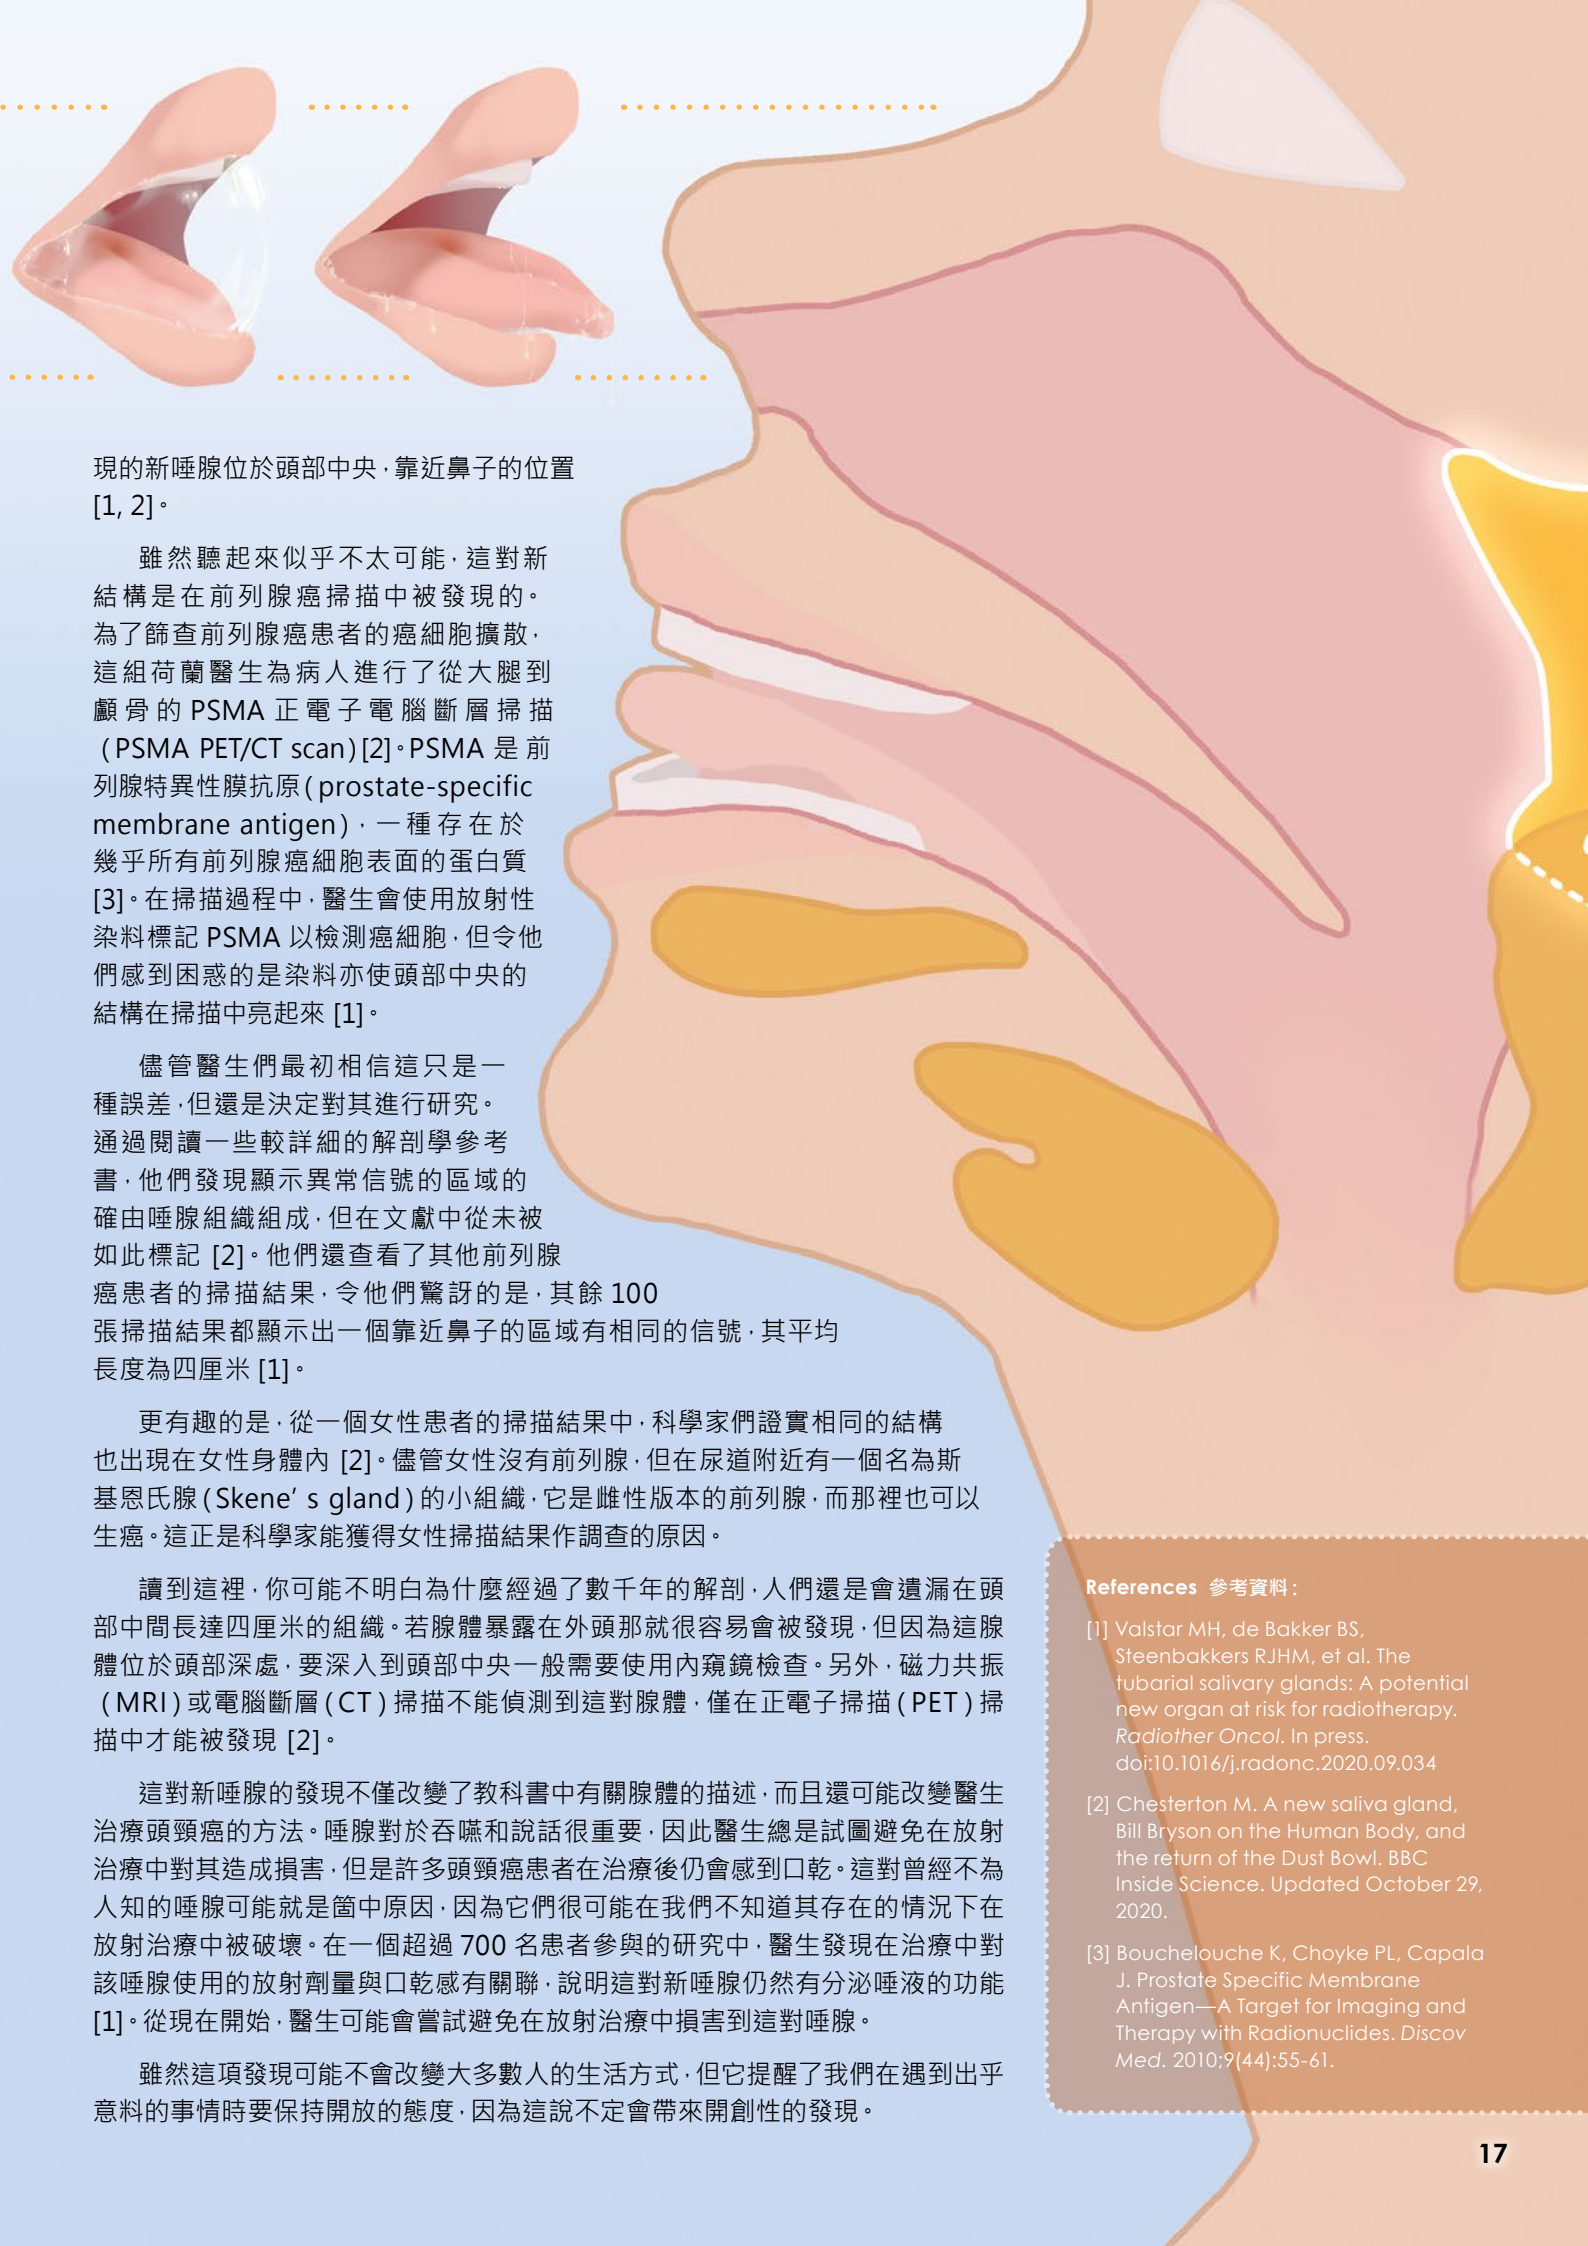 現的新唾腺位於頭部中央，靠近鼻子的位置
[1, 2]。
雖然聽起來似乎不太可能，這對新
結構是在前列腺癌掃描中被發現的。
為了篩查前列腺癌患者的癌細胞擴散，
這組荷蘭醫生為病人進行了從大腿到
顱骨的 PSMA 正電子電腦斷層掃描
（PSMA PET/CT scan）[2]。PSMA 是前
列腺特異性膜抗原（prostate-specific
membrane antigen），一種存在於
幾乎所有前列腺癌細胞表面的蛋白質
[3]。在掃描過程中，醫生會使用放射性
染料標記 PSMA 以檢測癌細胞，但令他
們感到困惑的是染料亦使頭部中央的
結構在掃描中亮起來 [1]。
儘管醫生們最初相信這只是一
種誤差，但還是決定對其進行研究。
通過閱讀一些較詳細的解剖學參考
書，他們發現顯示異常信號的區域的
確由唾腺組織組成，但在文獻中從未被
如此標記 [2]。他們還查看了其他前列腺
癌患者的掃描結果，令他們驚訝的是，其餘 100
張掃描結果都顯示出一個靠近鼻子的區域有相同的信號，其平均
長度為四厘米 [1]。
更有趣的是，從一個女性患者的掃描結果中，科學家們證實相同的結構
也出現在女性身體內 [2]。儘管女性沒有前列腺，但在尿道附近有一個名為斯
基恩氏腺（Skene’s gland）的小組織，它是雌性版本的前列腺，而那裡也可以
生癌。這正是科學家能獲得女性掃描結果作調查的原因。
讀到這裡，你可能不明白為什麼經過了數千年的解剖，人們還是會遺漏在頭
部中間長達四厘米的組織。若腺體暴露在外頭那就很容易會被發現，但因為這腺
體位於頭部深處，要深入到頭部中央一般需要使用內窺鏡檢查。另外，磁力共振
（MRI）或電腦斷層（CT）掃描不能偵測到這對腺體，僅在正電子掃描（PET）掃
描中才能被發現 [2]。
這對新唾腺的發現不僅改變了教科書中有關腺體的描述，而且還可能改變醫生
治療頭頸癌的方法。唾腺對於吞嚥和說話很重要，因此醫生總是試圖避免在放射
治療中對其造成損害，但是許多頭頸癌患者在治療後仍會感到口乾。這對曾經不為
人知的唾腺可能就是箇中原因，因為它們很可能在我們不知道其存在的情況下在
放射治療中被破壞。在一個超過 700 名患者參與的研究中，醫生發現在治療中對
該唾腺使用的放射劑量與口乾感有關聯，說明這對新唾腺仍然有分泌唾液的功能
[1]。從現在開始，醫生可能會嘗試避免在放射治療中損害到這對唾腺。
雖然這項發現可能不會改變大多數人的生活方式，但它提醒了我們在遇到出乎
意料的事情時要保持開放的態度，因為這說不定會帶來開創性的發現。
References 參考資料：
[1] Valstar MH, de Bakker BS,
Steenbakkers RJHM, et al. The
tubarial salivary glands: A potential
new organ at risk for radiotherapy.
Radiother Oncol. In press.
doi:10.1016/j.radonc.2020.09.034
[2] Chesterton M. A new saliva gland,
Bill Bryson on the Human Body, and
the return of the Dust Bowl. BBC
Inside Science. Updated October 29,
2020.
[3] Bouchelouche K, Choyke PL, Capala
J. Prostate Specific Membrane
Antigen—A Target for Imaging and
Therapy with Radionuclides. Discov
Med. 2010;9(44):55-61.
17